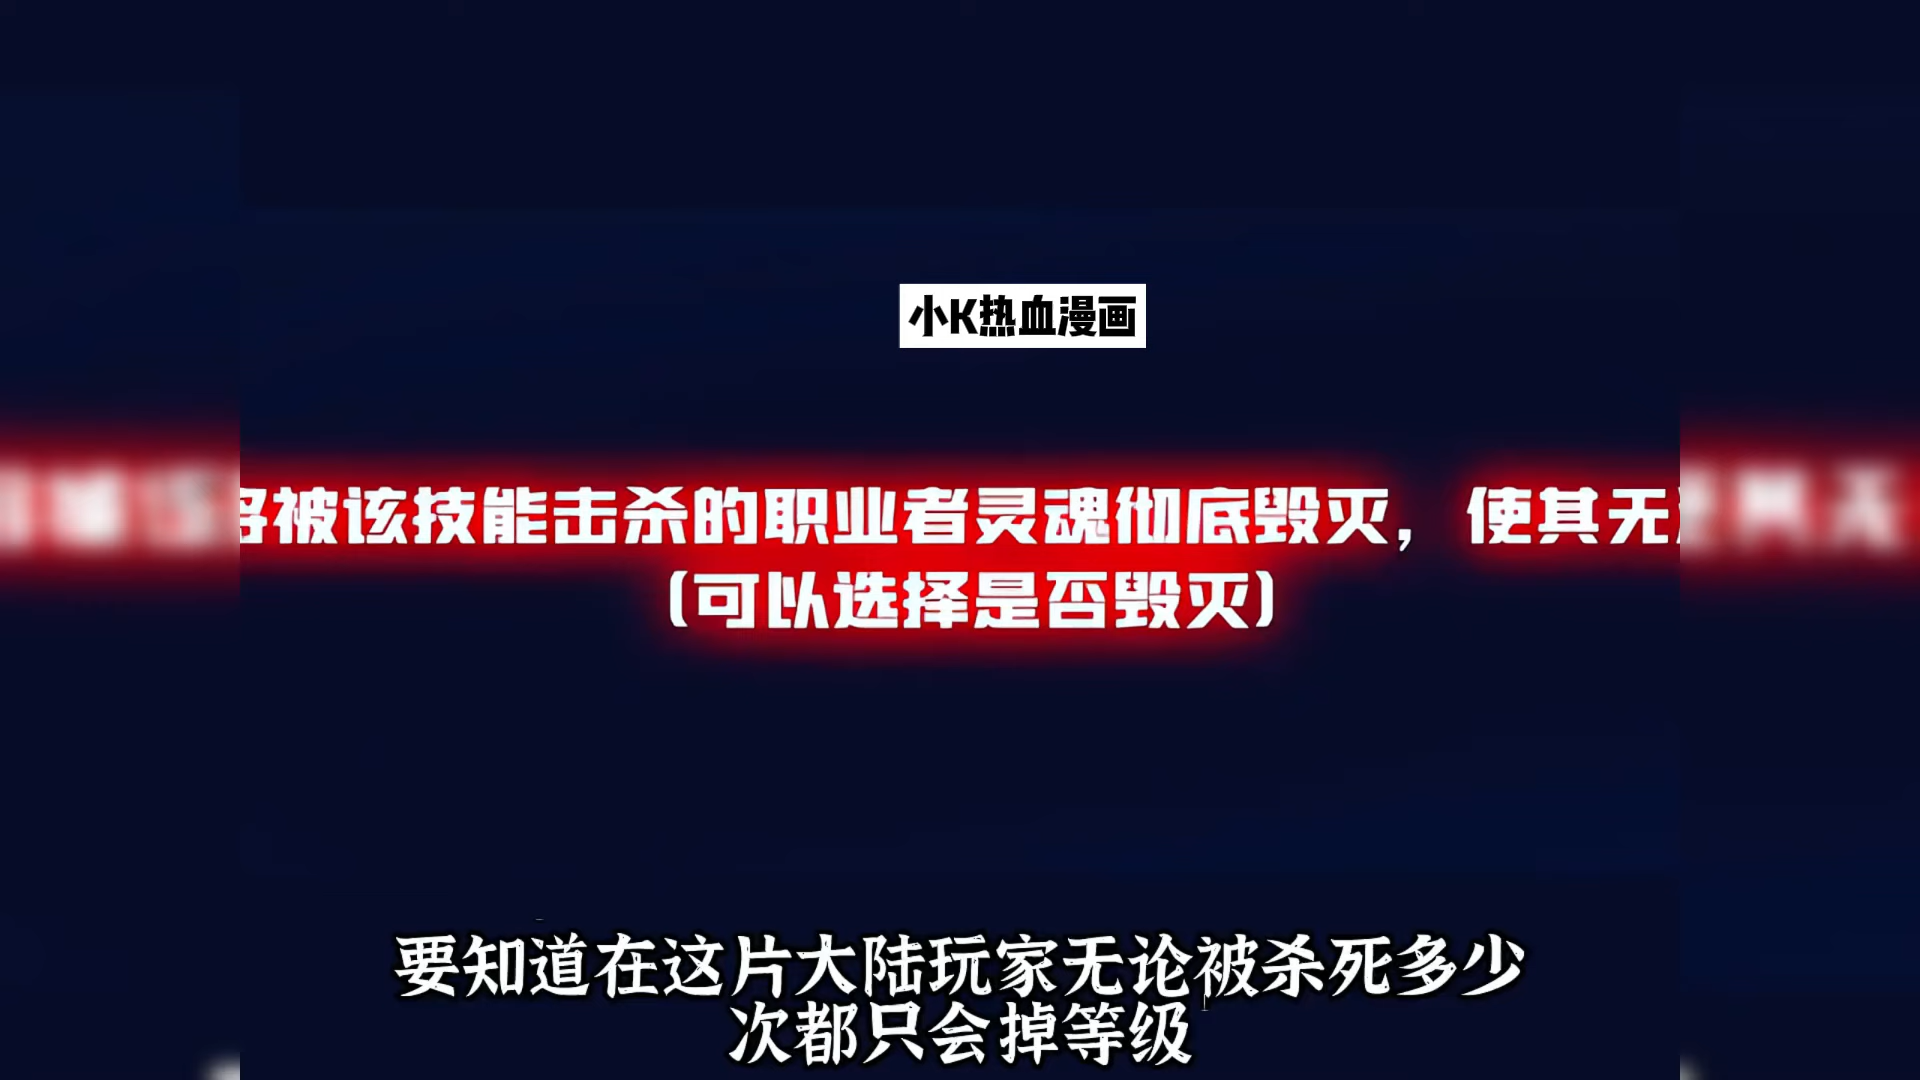 小K热血漫画
将被该技能击杀的职业者灵魂彻底毁灭，使其无
(可以选择是否毁灭)
要知道在这片大陆玩家无论被杀死多少
次都只会掉等级